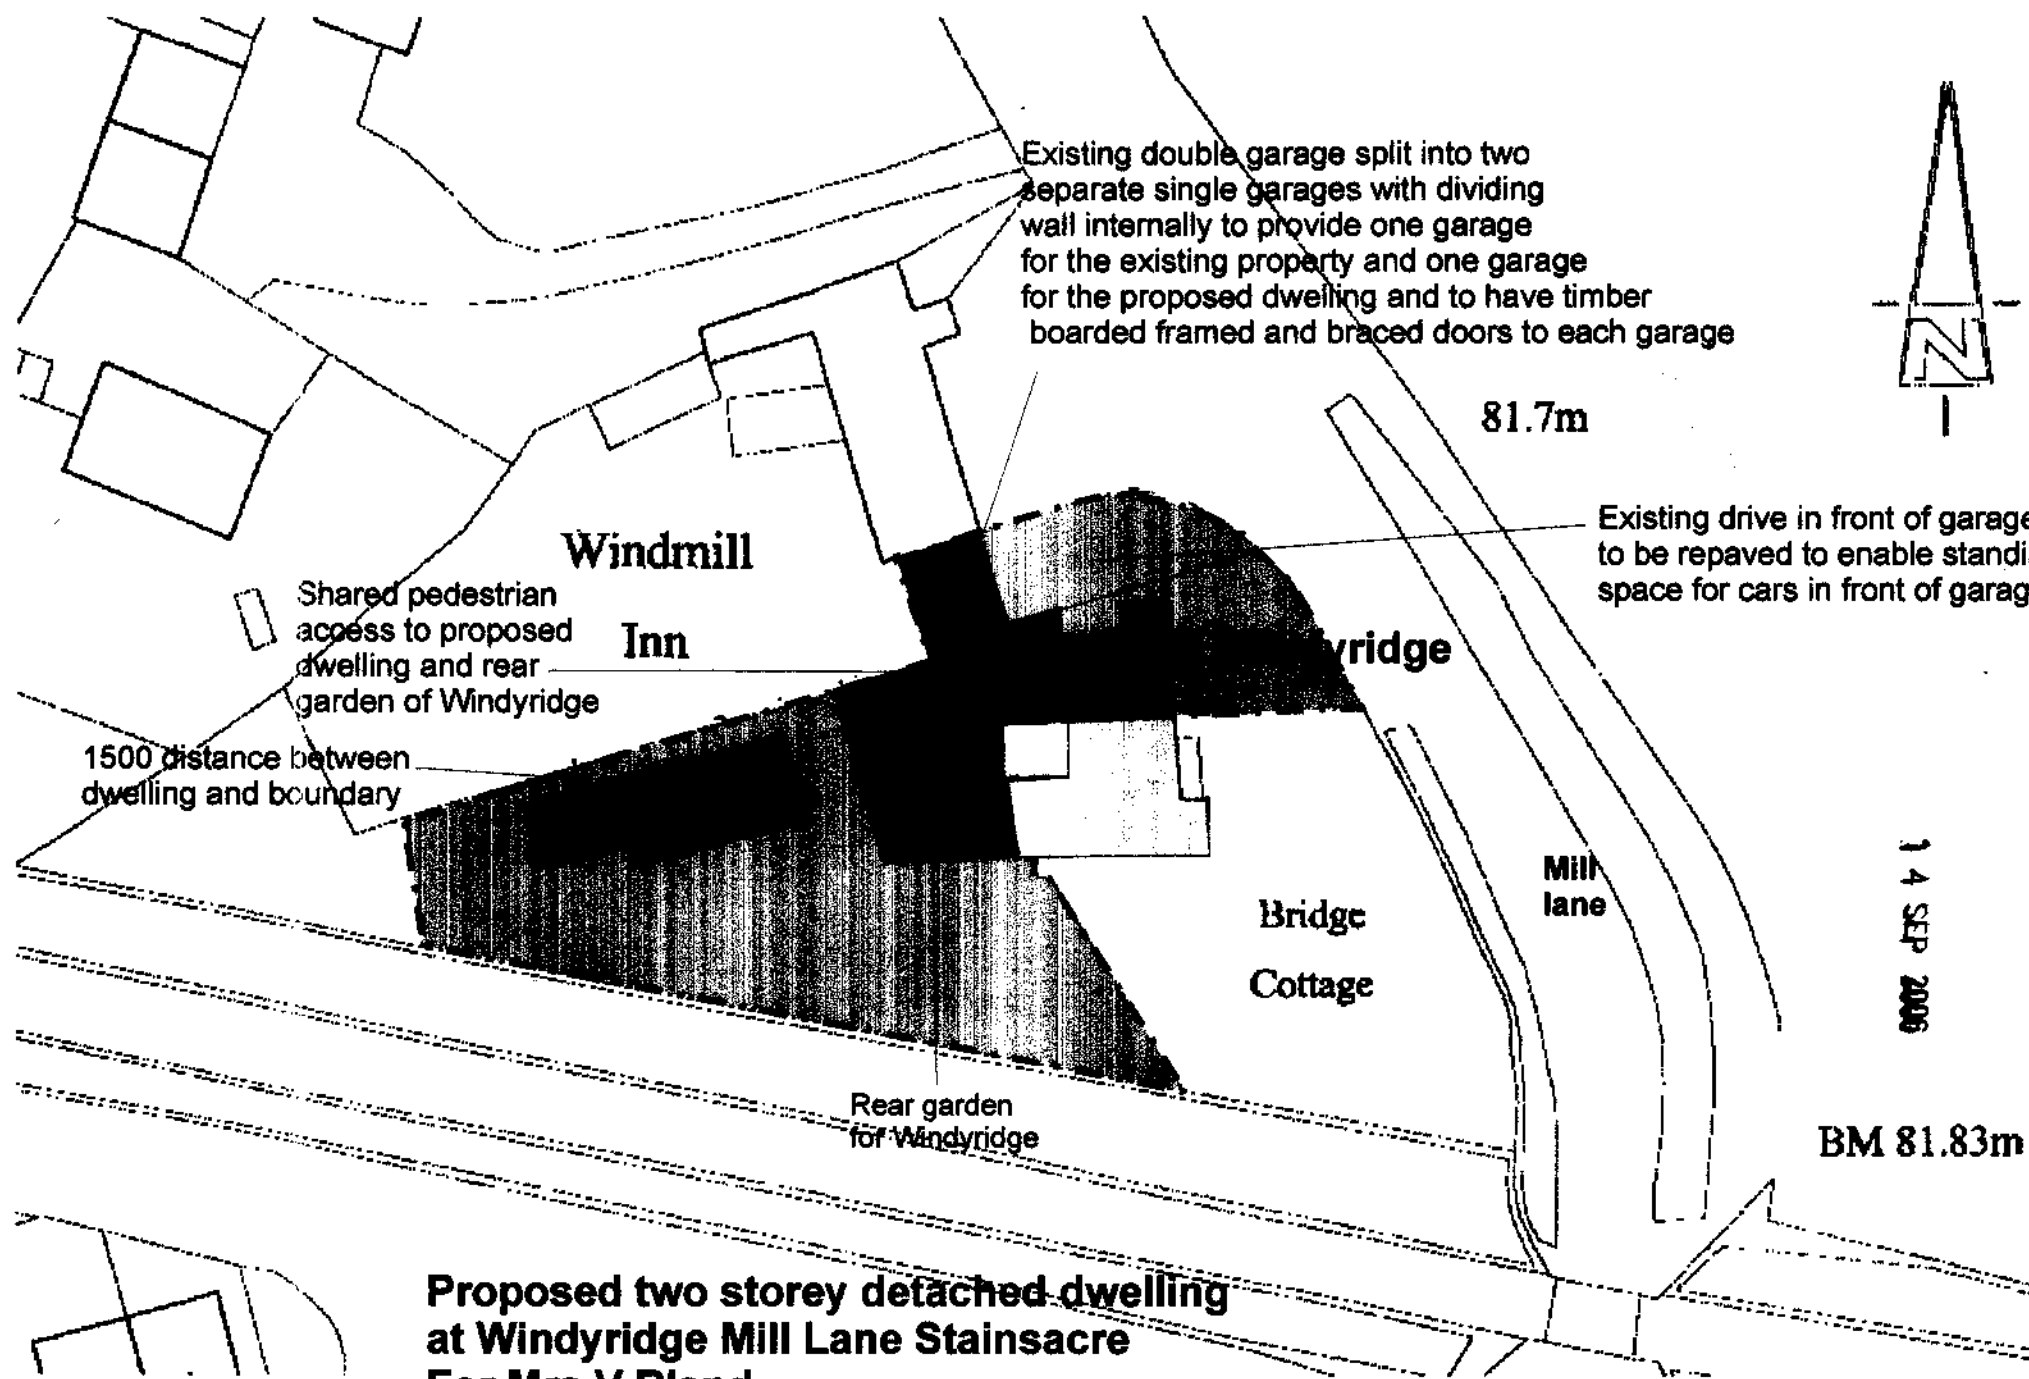 Existing double garage split into two
separate single garages with dividing
wall internally to provide one garage
for the existing property and one garage
for the proposed dwelling and to have timber
boarded framed and braced doors to each garage
N
81.7m
Existing drive in front of garage
to be repaved to enable standi
space for cars in front of garag
Windmill
Inn
Shared pedestrian
access to proposed
dwelling and rear
garden of Windyridge
yridge
1500 distance between
dwelling and boundary
Mill
lane
Bridge
Cottage
14 SEP 2006
Rear garden
for Windyridge
BM 81.83m
Proposed two storey detached dwelling
at Windyridge Mill Lane Stainsacre
For Mrs V Bland